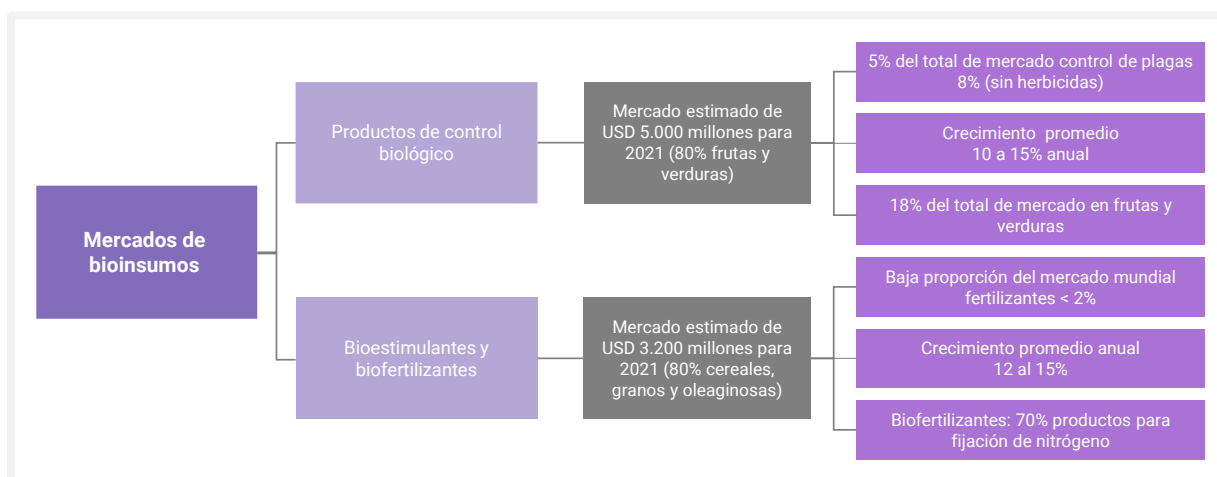 Mercados de
bioinsumos
Productos de control
biológico
Mercado estimado de
USD 5.000 millones para
2021 (80% frutas y
verduras)
5% del total de mercado control de plagas
8% (sin herbicidas)
Crecimiento promedio
10 a 15% anual
18% del total de mercado en frutas y
verduras
Bioestimulantes y
biofertilizantes
Mercado estimado de
USD 3.200 millones para
2021 (80% cereales,
granos y oleaginosas)
Baja proporción del mercado mundial
fertilizantes < 2%
Crecimiento promedio anual
12 al 15%
Biofertilizantes: 70% productos para
fijación de nitrógeno